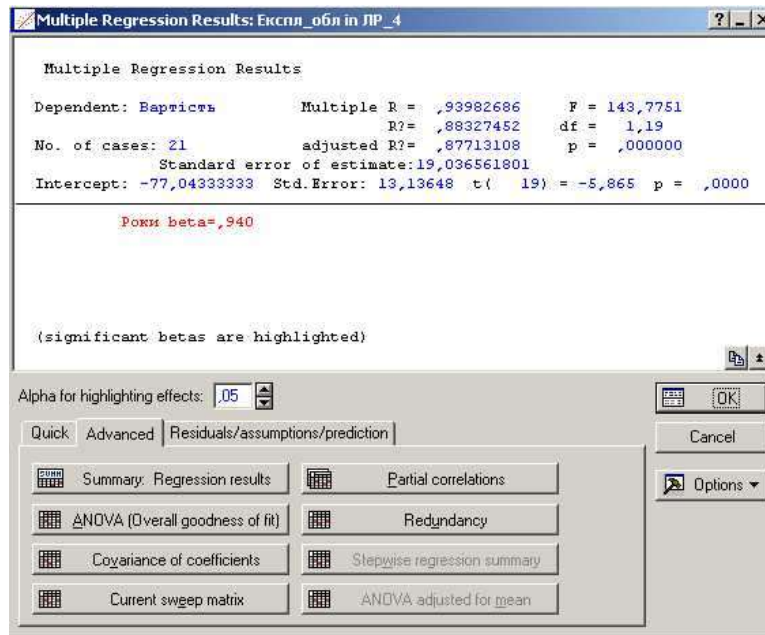 Multiple Regression Results: Експл_обл in ЛР_4
Multiple Regression Results
Dependent: Вартість Multiple R = ,93982686 F = 143,7751
R?= ,88327452 df = 1,19
No. of cases: 21 adjusted R?= ,87713108 p = ,000000
Standard error of estimate:19,036561801
Intercept: -77,04333333 Std.Error: 13,13648 t( 19) = -5,865 p = ,0000
Роки beta=,940
(significant betas are highlighted)
Alpha for highlighting effects: ,05
OK
Quick Advanced Residuals/assumptions/prediction
Cancel
Summary: Regression results Partial correlations
Options
ANOVA (Overall goodness of fit) Redundancy
Covariance of coefficients Stepwise regression summary
Current sweep matrix ANOVA adjusted for mean